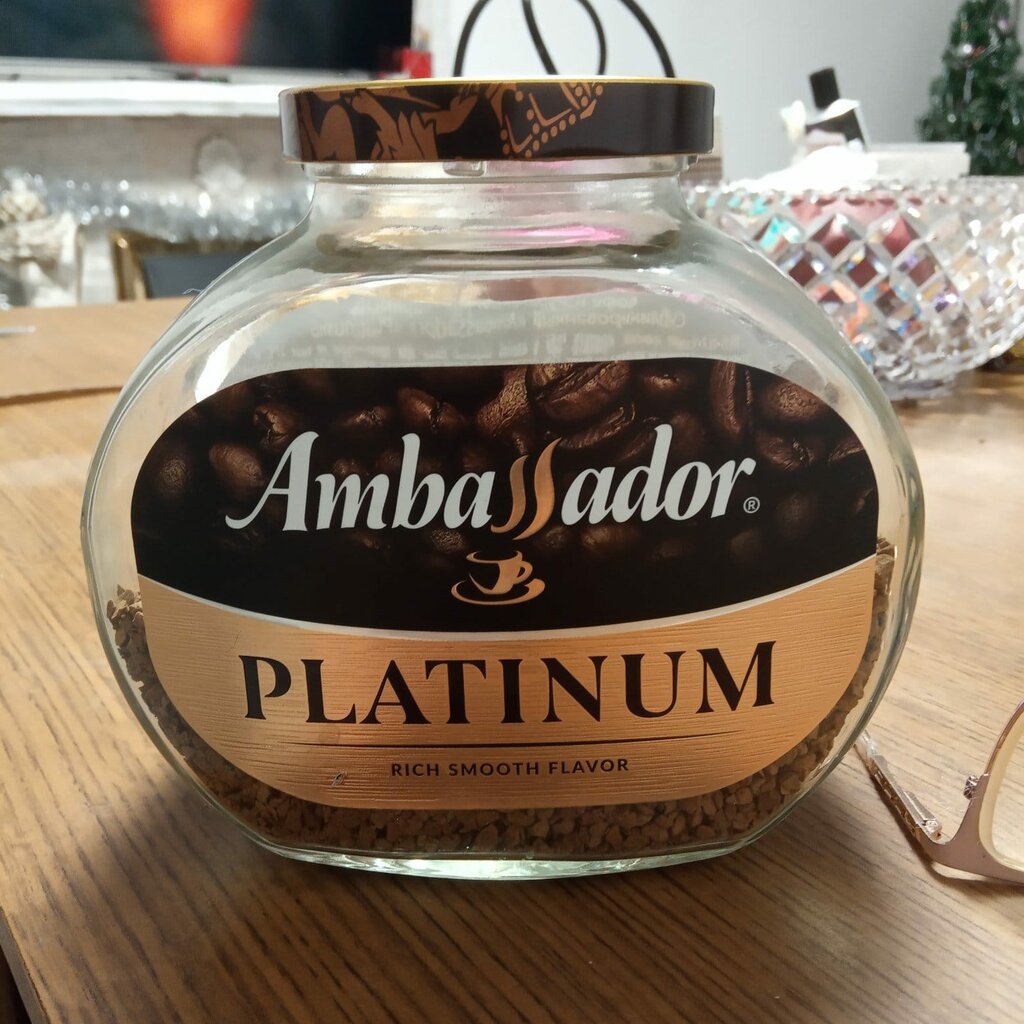 Ambassador®
PLATINUM
RICH SMOOTH FLAVOR